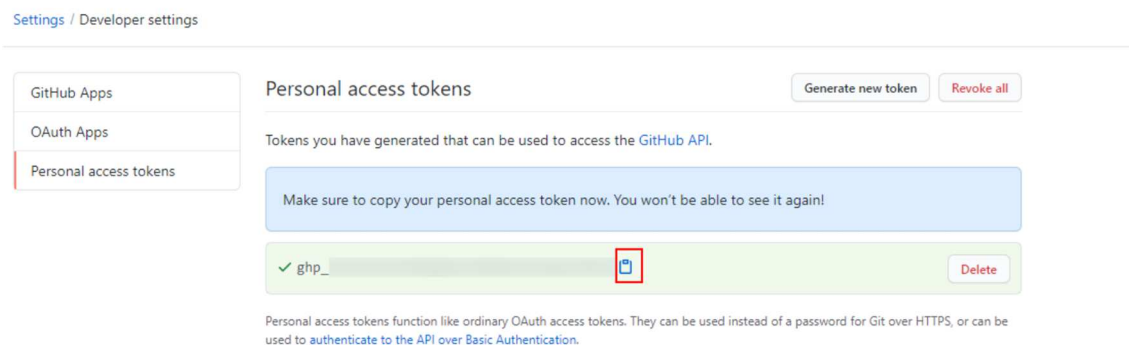 Settings / Developer settings
GitHub Apps
OAuth Apps
Personal access tokens
Personal access tokens
Generate new token
Revoke all
Tokens you have generated that can be used to access the GitHub API.
Make sure to copy your personal access token now. You won't be able to see it again!
ghp_
Delete
Personal access tokens function like ordinary OAuth access tokens. They can be used instead of a password for Git over HTTPS, or can be
used to authenticate to the API over Basic Authentication.